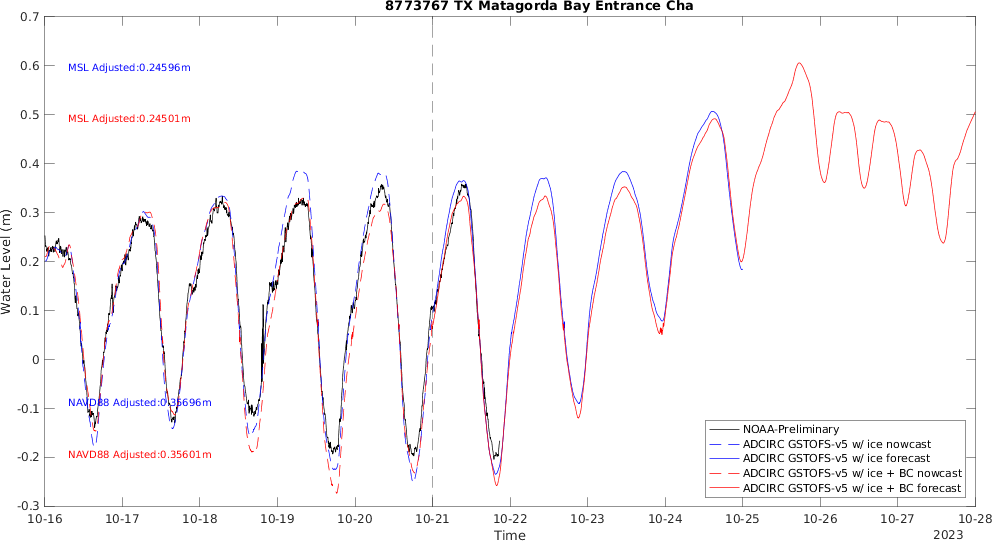 8773767 TX Matagorda Bay Entrance Cha
0.7
0.6
0.5
0.4
0.3
0.2
0.1
0
-0.1
-0.2
-0.3
Water Level (m)
MSL Adjusted:0.24596m
MSL Adjusted:0.24501m
NAVD88 Adjusted:0.35696m
NAVD88 Adjusted:0.35601m
NOAA-Preliminary
ADCIRC GSTOFS-v5 w/ ice nowcast
ADCIRC GSTOFS-v5 w/ ice forecast
ADCIRC GSTOFS-v5 w/ ice + BC nowcast
ADCIRC GSTOFS-v5 w/ ice + BC forecast
10-16 10-17 10-18 10-19 10-20 10-21 10-22 10-23 10-24 10-25 10-26 10-27 10-28
Time
2023